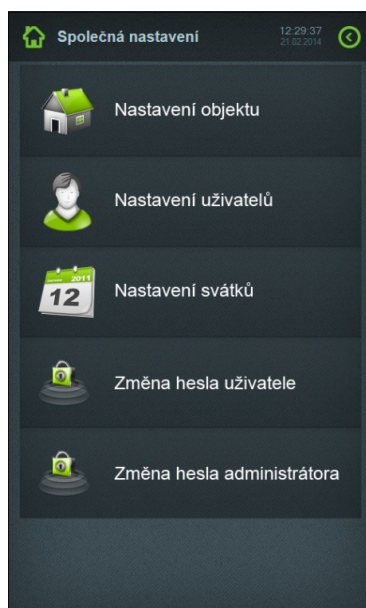 Společná nastavení
12:29:37
21.02.2014
Nastavení objektu
Nastavení uživatelů
2011
12
Nastavení svátků
Změna hesla uživatele
Změna hesla administrátora